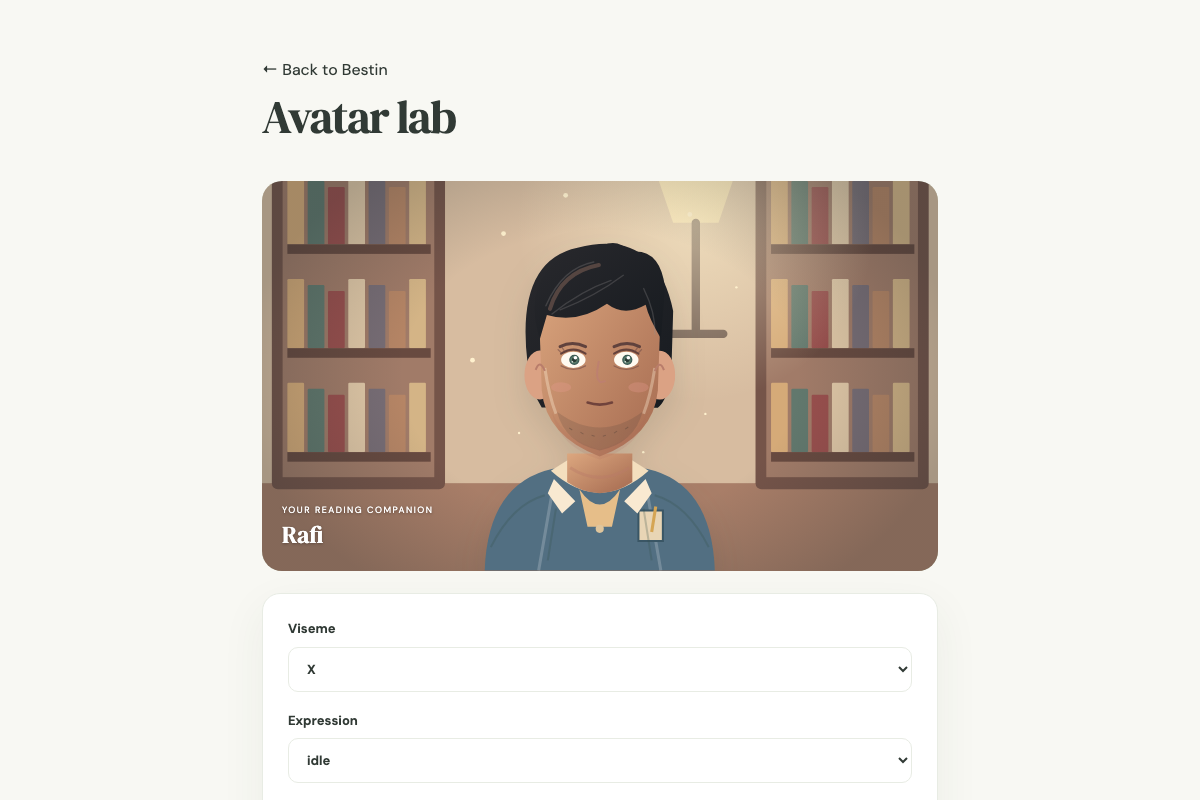 ← Back to Bestin
Avatar lab
YOUR READING COMPANION
Rafi
Viseme
X
Expression
idle